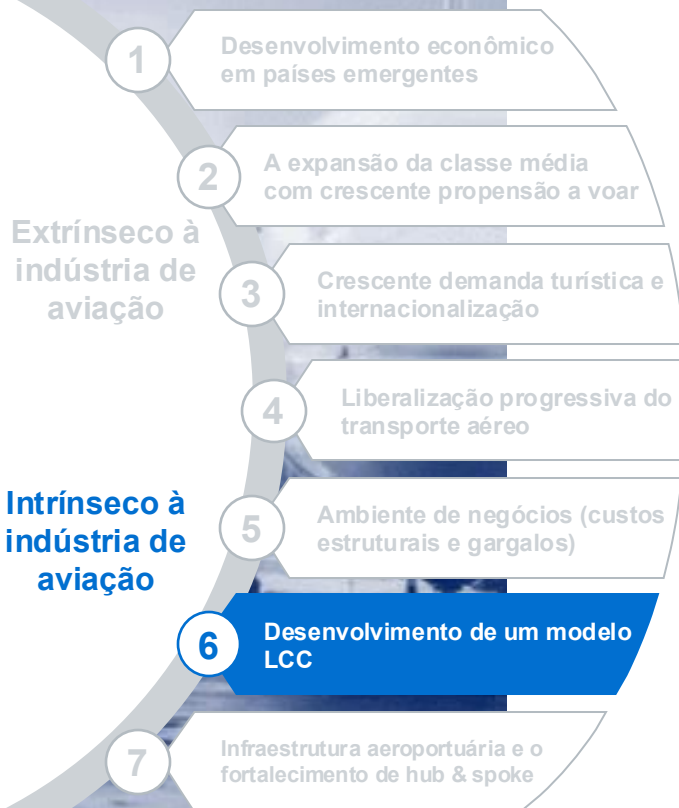 1
Desenvolvimento econômico
em países emergentes
2
A expansão da classe média
com crescente propensão a voar
Extrínseco à
indústria de
aviação
3
Crescente demanda turística e
internacionalização
4
Liberalização progressiva do
transporte aéreo
Intrínseco à
indústria de
aviação
5
Ambiente de negócios (custos
estruturais e gargalos)
6
Desenvolvimento de um modelo
LCC
7
Infraestrutura aeroportuária e o
fortalecimento de hub & spoke